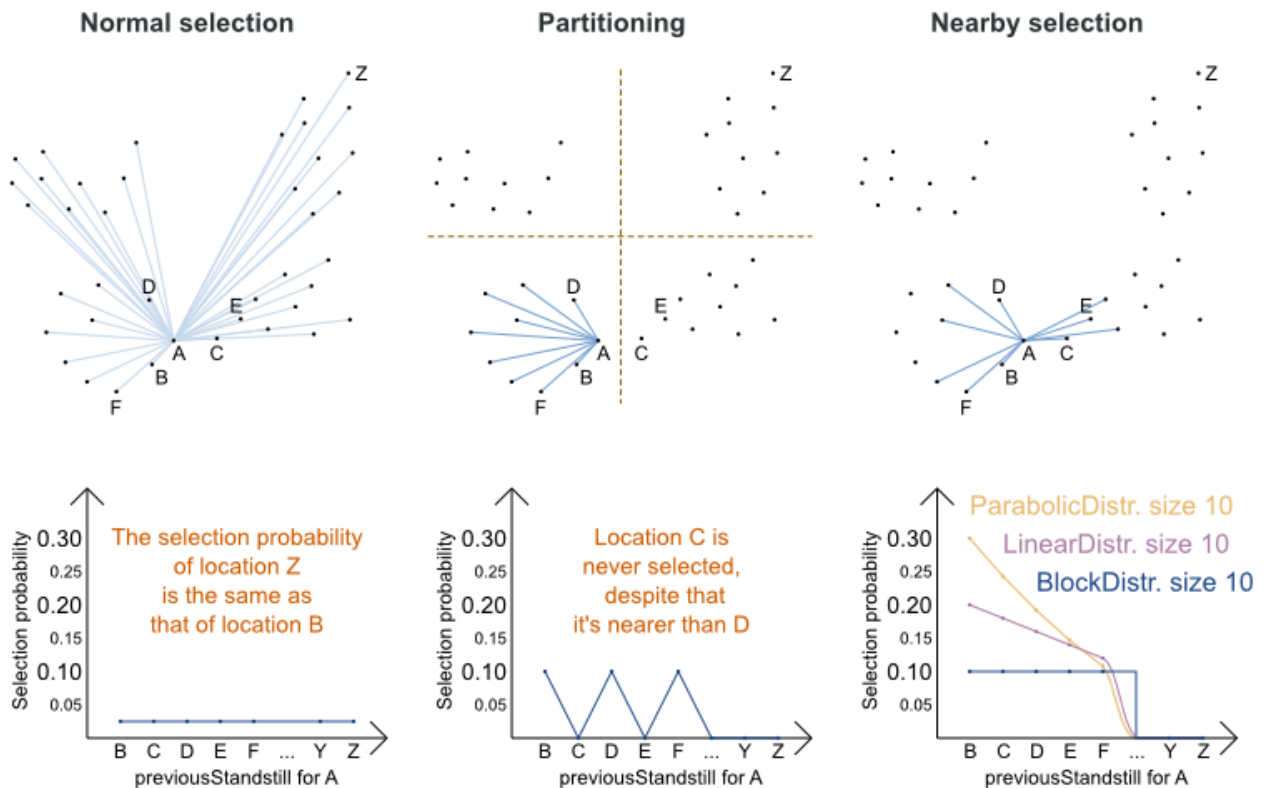 Normal selection
Partitioning
Nearby selection
Z
D
E
A
C
B
F
Z
D
E
A
C
B
F
Z
D
E
A
C
B
F
Selection probability
0.30
0.25
0.20
0.15
0.10
0.05
The selection probability
of location Z
is the same as
that of location B
B C D E F ... Y Z
previousStandstill for A
Selection probability
0.30
0.25
0.20
0.15
0.10
0.05
Location C is
never selected,
despite that
it's nearer than D
B C D E F ... Y Z
previousStandstill for A
Selection probability
0.30
0.25
0.20
0.15
0.10
0.05
ParabolicDistr. size 10
LinearDistr. size 10
BlockDistr. size 10
B C D E F ... Y Z
previousStandstill for A